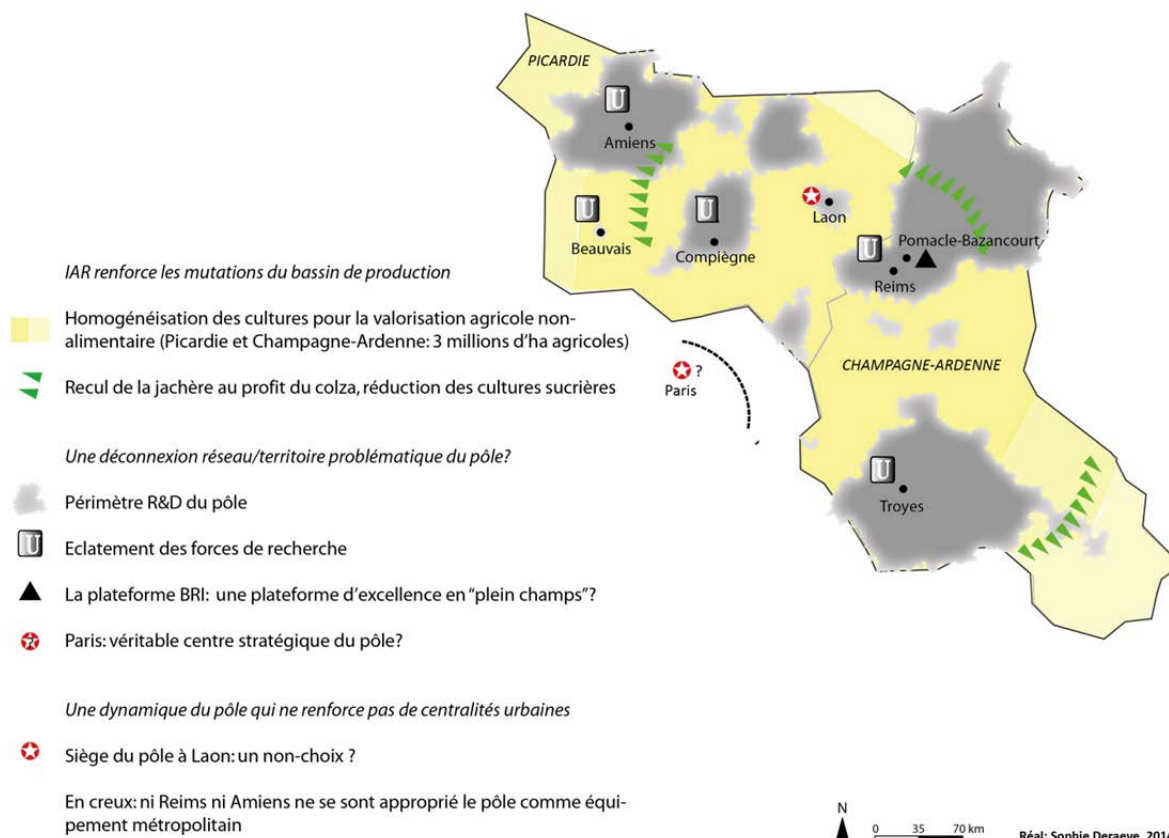 PICARDIE
U
Amiens
U
Beauvais
U
Compiègne
Laon
U
Pomacle-Bazancourt
Reims
?
Paris
CHAMPAGNE-ARDENNE
U
Troyes
IAR renforce les mutations du bassin de production
Homogénéisation des cultures pour la valorisation agricole non-
alimentaire (Picardie et Champagne-Ardenne: 3 millions d'ha agricoles)
Recul de la jachère au profit du colza, réduction des cultures sucrières
Une déconnexion réseau/territoire problématique du pôle?
Périmètre R&D du pôle
U
Eclatement des forces de recherche
La plateforme BRI: une plateforme d'excellence en "plein champs"?
?
Paris: véritable centre stratégique du pôle?
Une dynamique du pôle qui ne renforce pas de centralités urbaines
Siège du pôle à Laon: un non-choix ?
En creux: ni Reims ni Amiens ne se sont approprié le pôle comme équi-
pement métropolitain
N
0 35 70 km
Réal: Sophie Deraeve, 2014